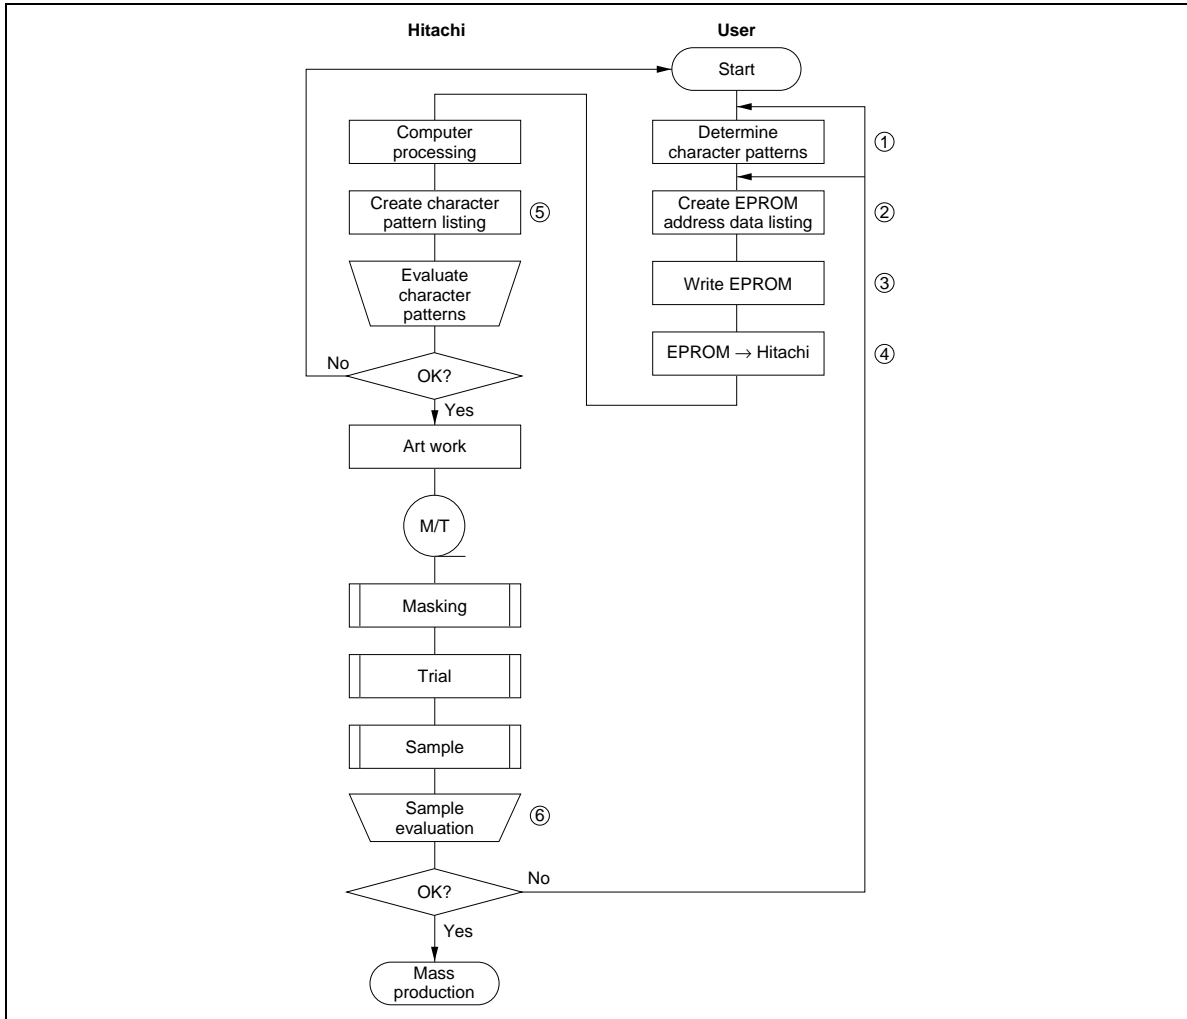 Hitachi
User
Start
Determine
character patterns
①
Create EPROM
address data listing
②
Write EPROM
③
EPROM → Hitachi
④
Computer
processing
Create character
pattern listing
⑤
Evaluate
character
patterns
No
OK?
Yes
Art work
M/T
Masking
Trial
Sample
Sample
evaluation
⑥
OK?
No
Yes
Mass
production